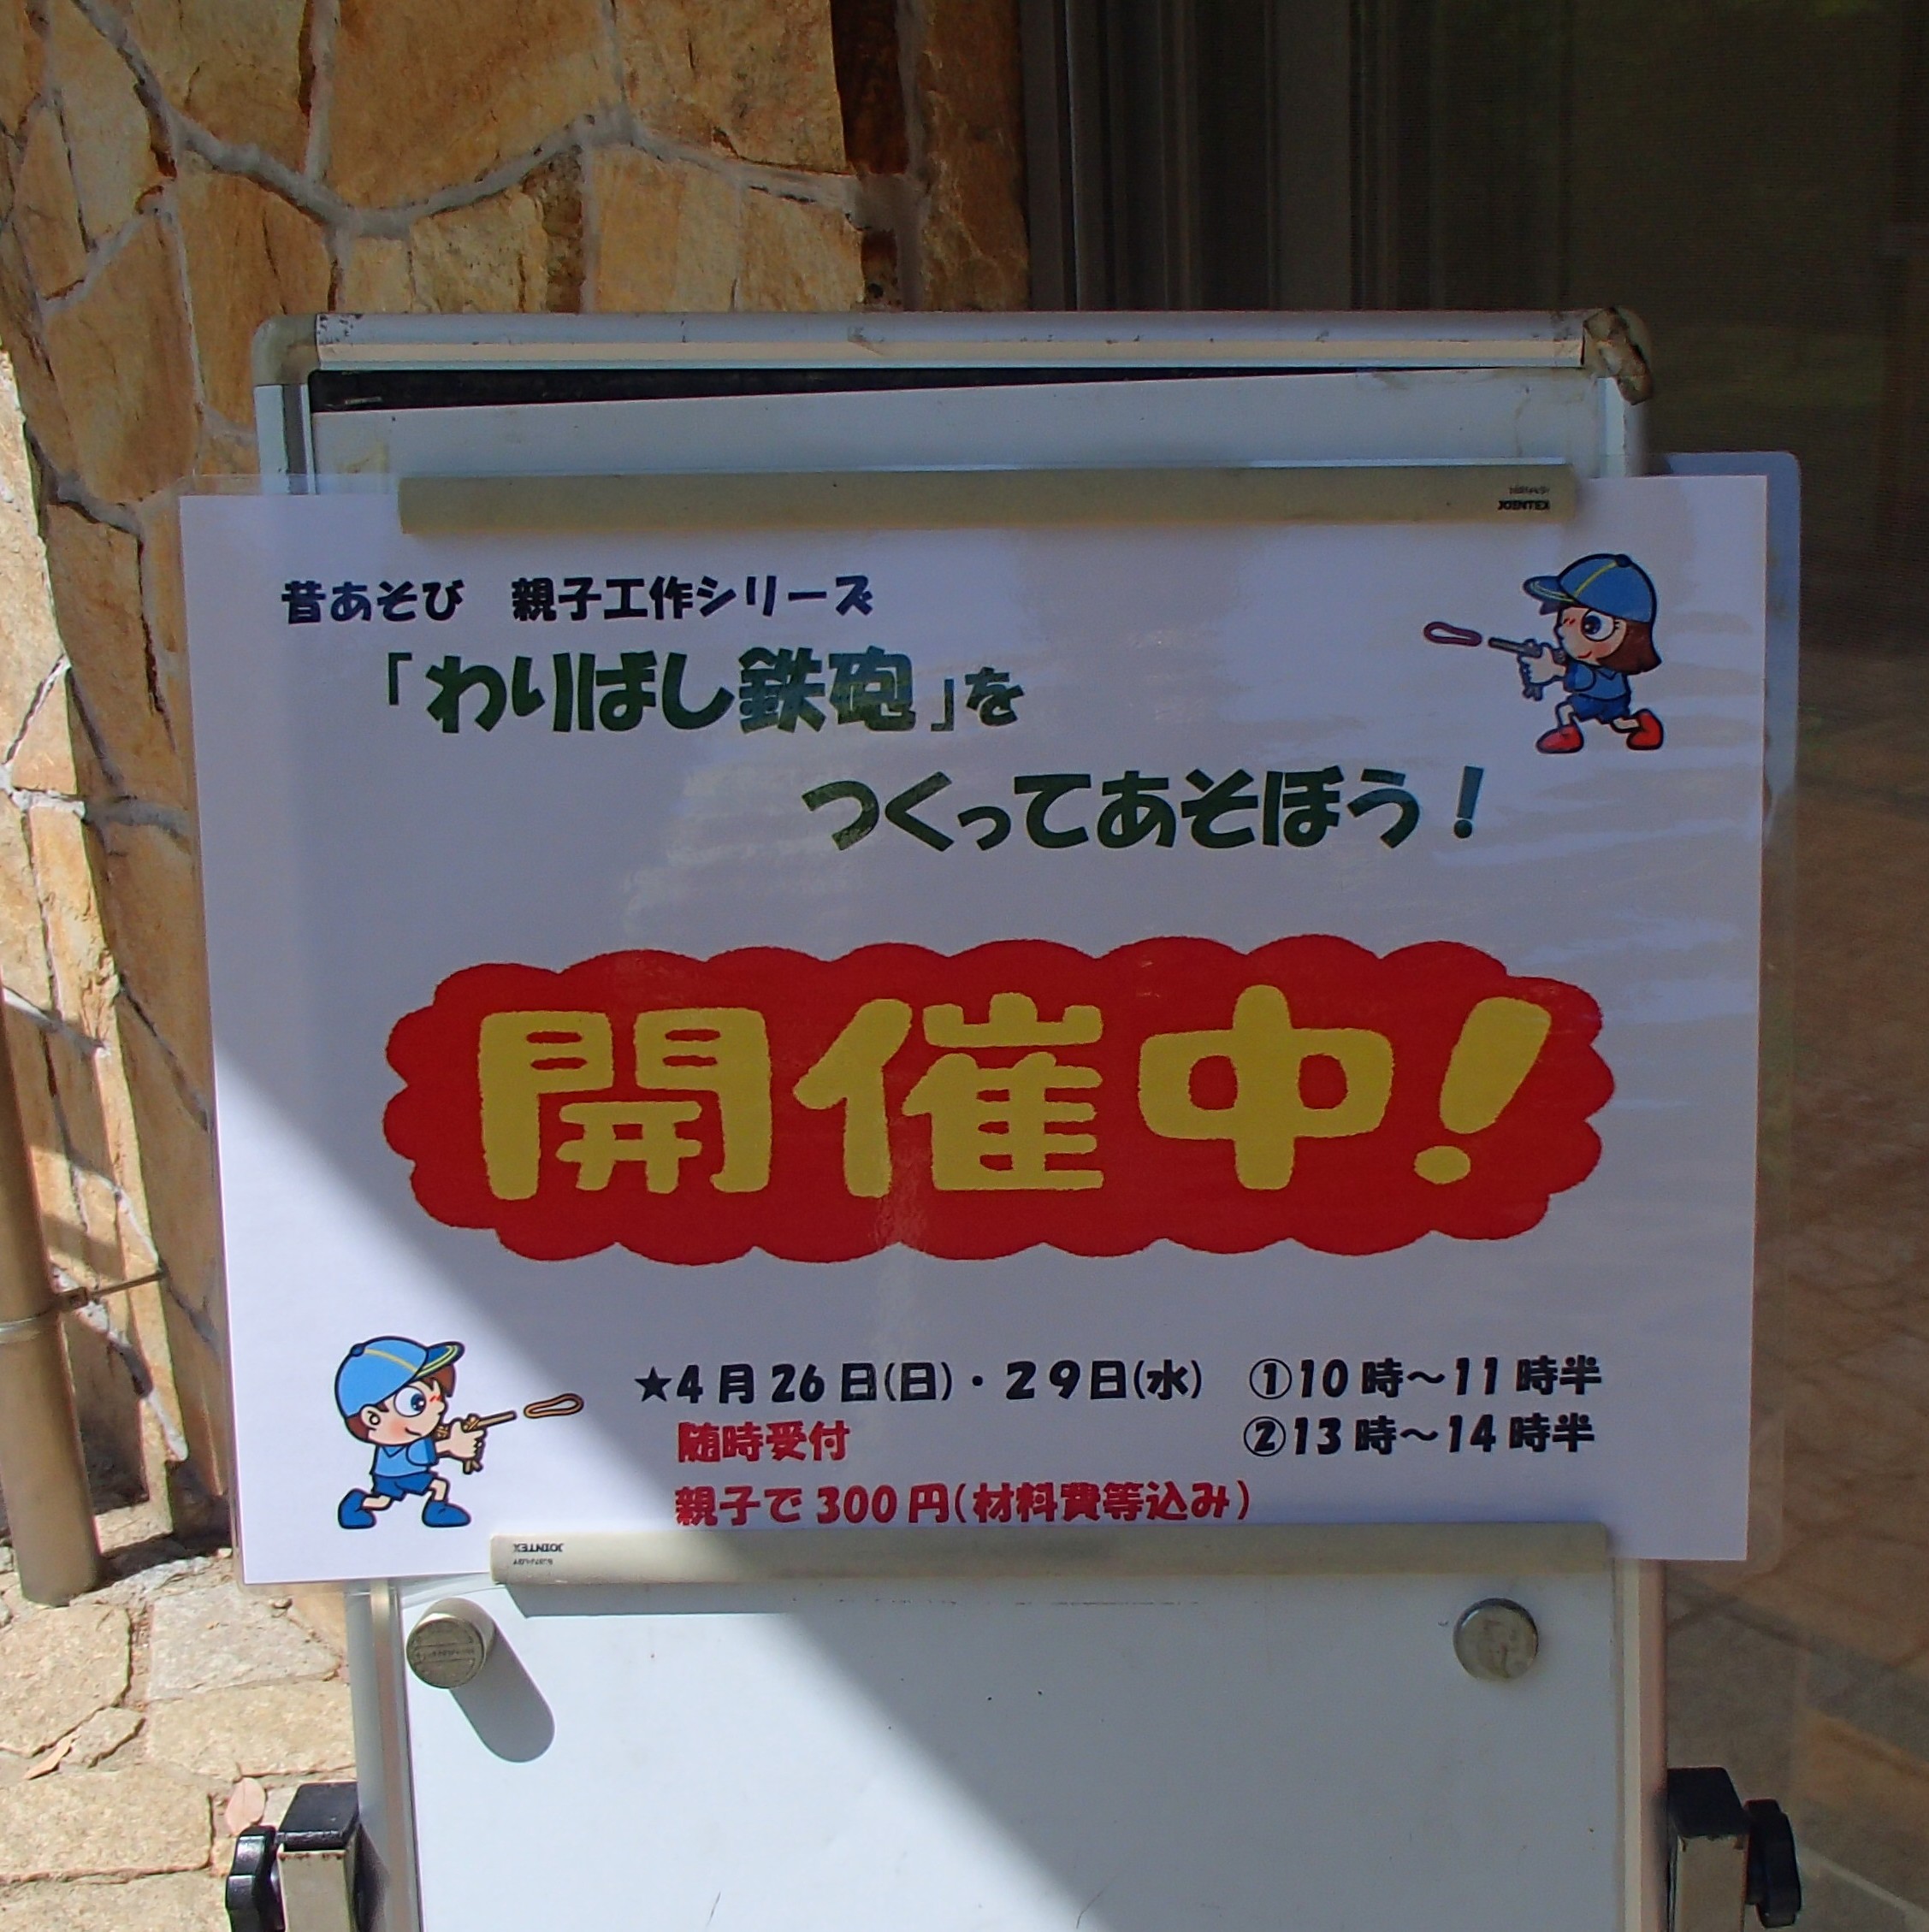 昔あそび　親子工作シリーズ
「わりばし鉄砲」を
つくってあそぼう！
開催中！
★4月26日(日)・29日(水)　①10時～11時半
随時受付　②13時～14時半
親子で300円(材料費等込み)
JOINTEX
JOINTEX